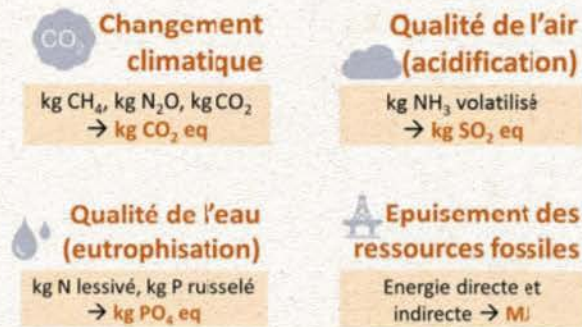 CO₂
Changement
climatique
kg CH₄, kg N₂O, kg CO₂
→ kg CO₂ eq
Qualité de l'air
(acidification)
kg NH₃ volatilisé
→ kg SO₂ eq
Qualité de l'eau
(eutrophisation)
kg N lessivé, kg P russelé
→ kg PO₄ eq
Epuisement des
ressources fossiles
Energie directe et
indirecte → MJ